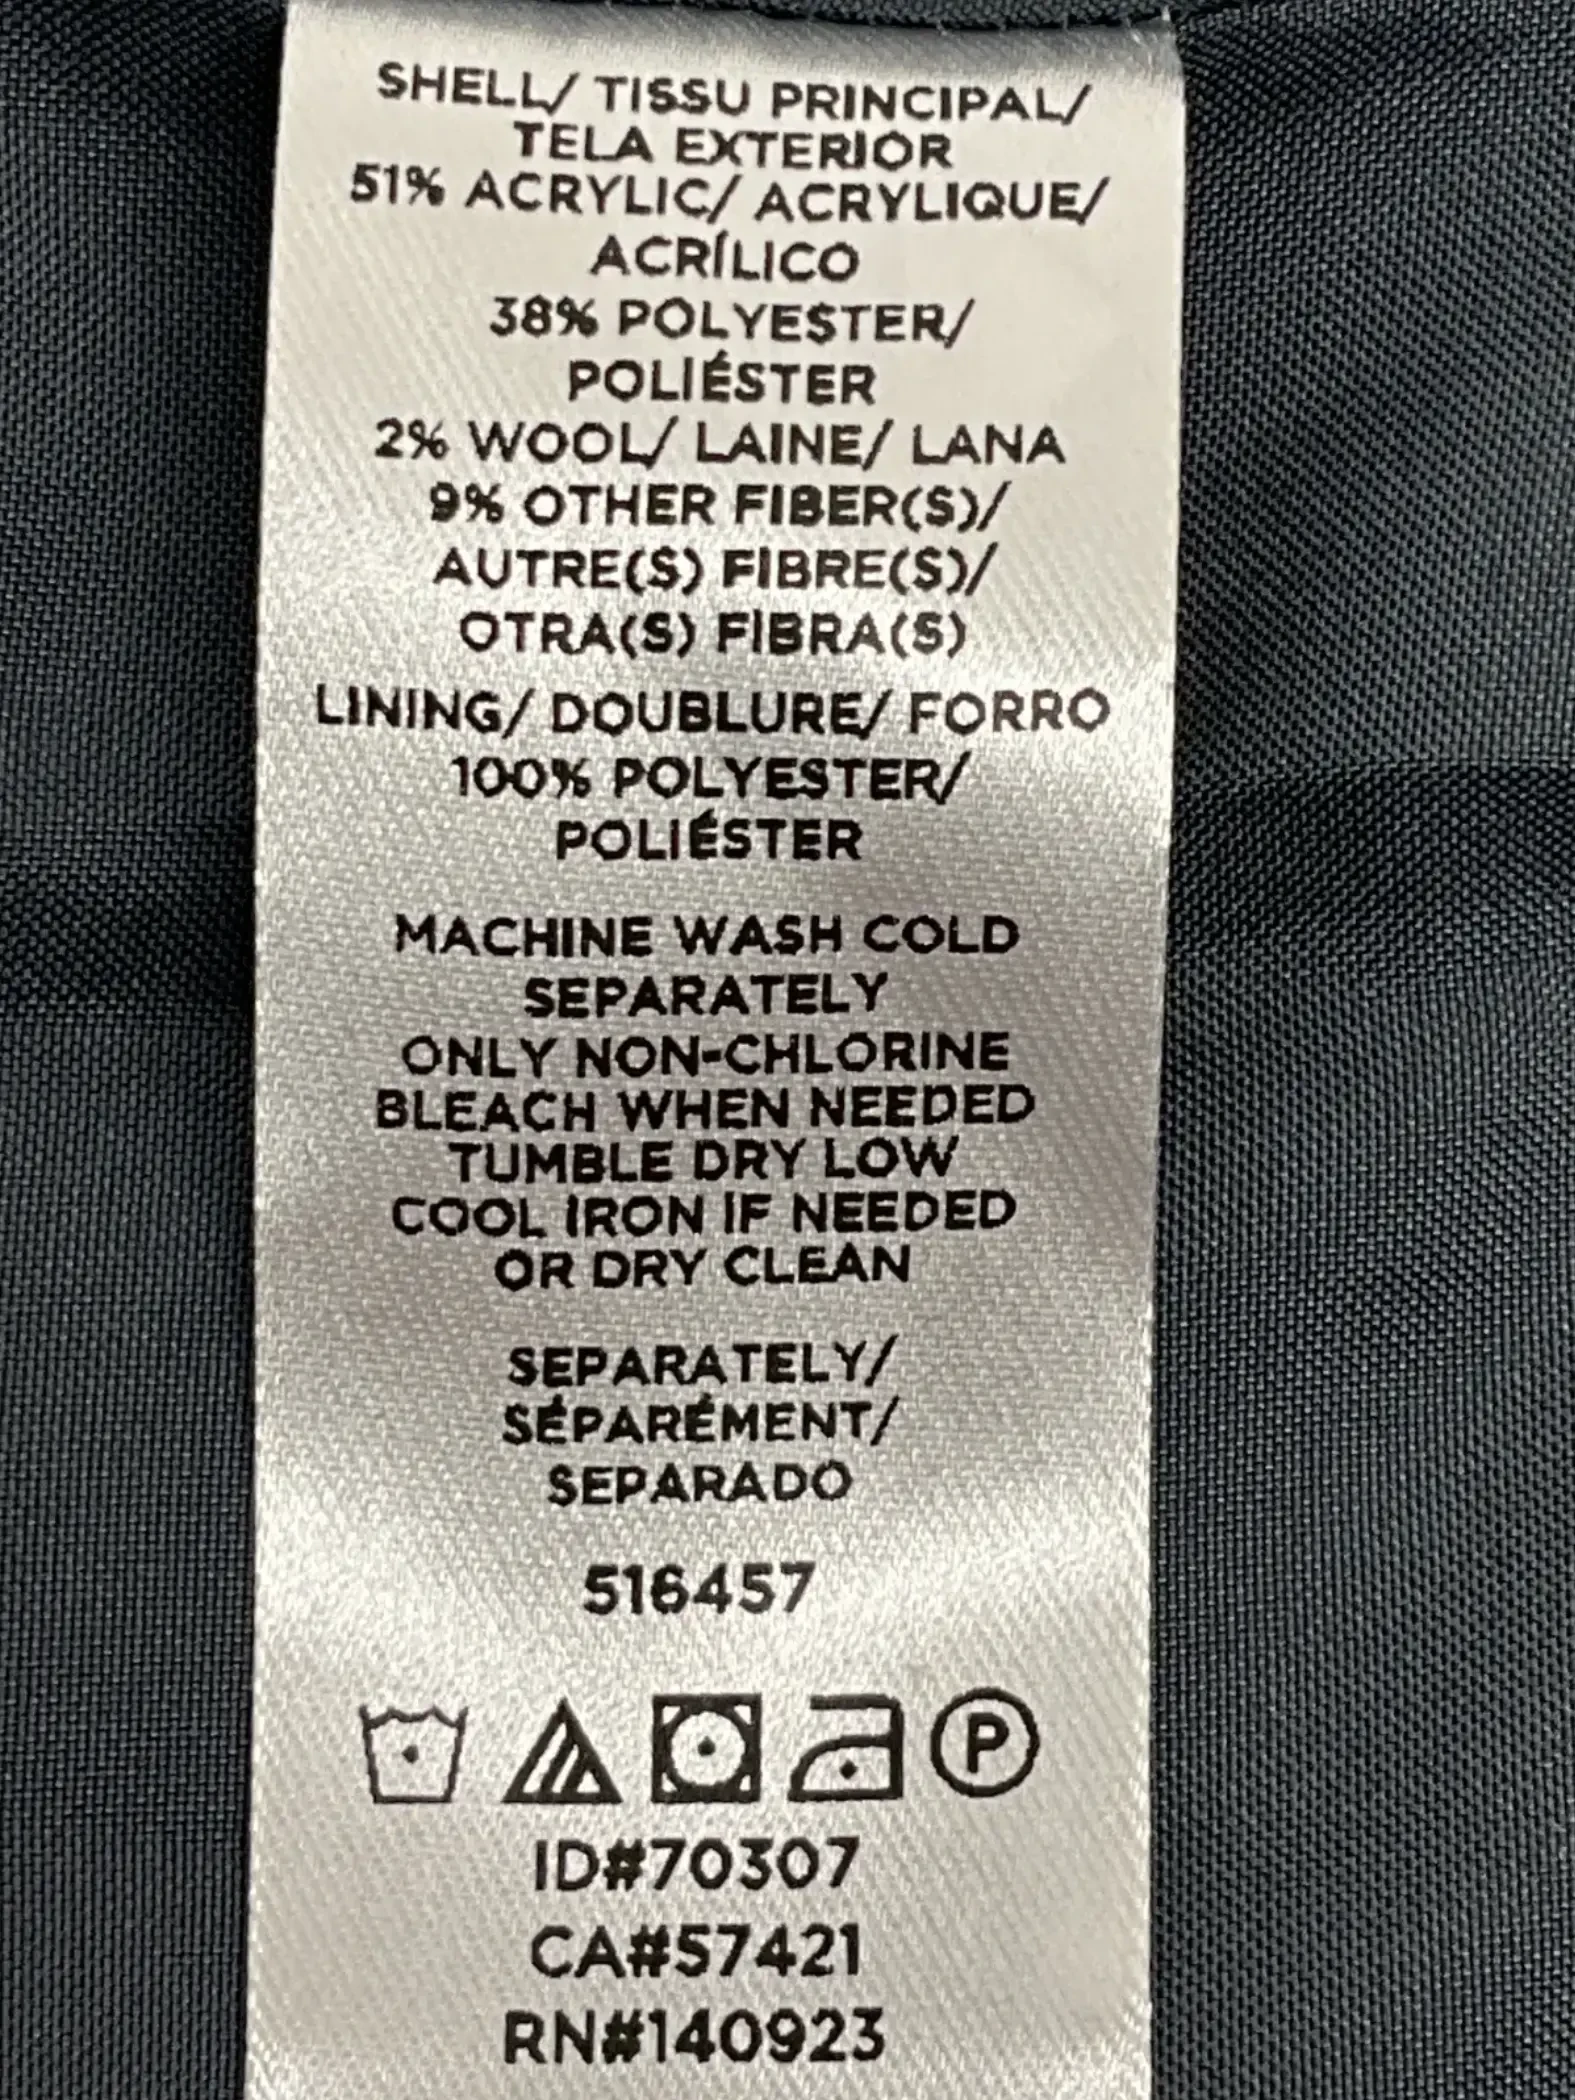 SHELL/ TISSU PRINCIPAL/
TELA EXTERIOR
51% ACRYLIC/ ACRYLIQUE/
ACRÍLICO
38% POLYESTER/
POLIÉSTER
2% WOOL/ LAINE/ LANA
9% OTHER FIBER(S)/
AUTRE(S) FIBRE(S)/
OTRA(S) FIBRA(S)
LINING/ DOUBLURE/ FORRO
100% POLYESTER/
POLIÉSTER
MACHINE WASH COLD
SEPARATELY
ONLY NON-CHLORINE
BLEACH WHEN NEEDED
TUMBLE DRY LOW
COOL IRON IF NEEDED
OR DRY CLEAN
SEPARATELY/
SÉPARÉMENT/
SEPARADO
516457
P
ID#70307
CA#57421
RN#140923